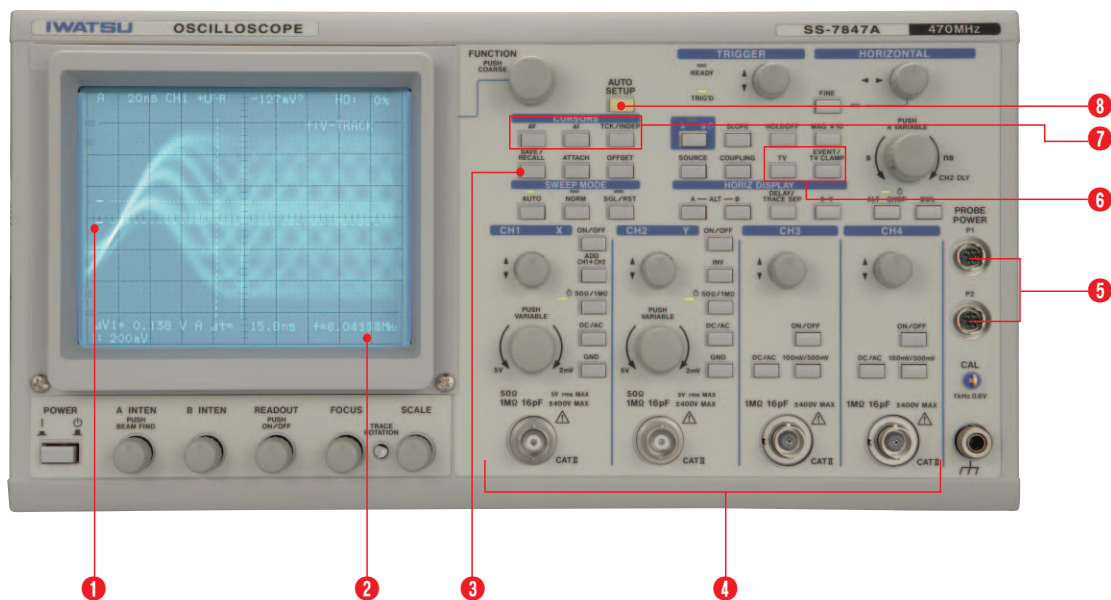 IWATSU OSCILLOSCOPE
SS-7847A 470MHz
A 20ns CH1 HO: 0%
f:V-TRACK
15.0ns
200mV
FUNCTION
PUSH
COARSE
AUTO
SETUP
TRIGGER
READY
TRIG'D
HORIZONTAL
FINE
CURSORS
ΔV Δt TCK/INDEP
SAVE/
RECALL ATTACH OFFSET
SLOPE HOLDOFF MAG
SOURCE COUPLING TV EVENT/
TV CLAMP
PUSH
A VARIABLE
s ns
CH2 DLY
SWEEP MODE
AUTO NORM SGL/RST
HORIZ DISPLAY
A ALT B DELAY/
TRACE SEP X-Y
ALT CHOP BWL
CH1 X
ON/OFF
ADD
CH1+CH2
50Ω/1MΩ
PUSH
VARIABLE
DC/AC
5V 2mV
GND
50Ω 5V rms MAX
1MΩ 16pF ±400V MAX
CAT II
CH2 Y
ON/OFF
INV
50Ω/1MΩ
PUSH
VARIABLE
DC/AC
5V 2mV
GND
50Ω 5V rms MAX
1MΩ 16pF ±400V MAX
CAT II
CH3
ON/OFF
DC/AC 100mV/500mV
1MΩ 16pF ±400V MAX
CAT II
CH4
ON/OFF
DC/AC 100mV/500mV
1MΩ 16pF ±400V MAX
CAT II
PROBE
POWER
P1
P2
CAL
1kHz 0.6V
POWER
A INTEN
PUSH
BEAM FIND
B INTEN
READOUT
PUSH
ON/OFF
FOCUS
TRACE
ROTATION
SCALE
8
7
6
5
1 2 3 4